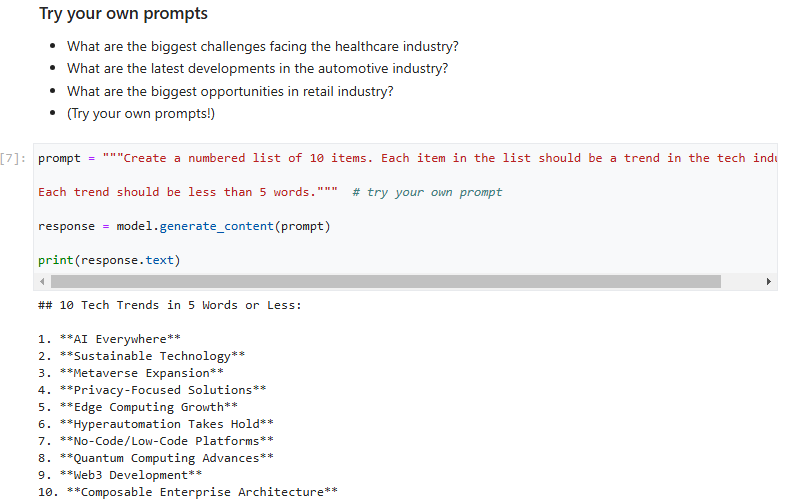 Try your own prompts
• What are the biggest challenges facing the healthcare industry?
• What are the latest developments in the automotive industry?
• What are the biggest opportunities in retail industry?
• (Try your own prompts!)
[7]: prompt = """Create a numbered list of 10 items. Each item in the list should be a trend in the tech indu
Each trend should be less than 5 words.""" # try your own prompt
response = model.generate_content(prompt)
print(response.text)
## 10 Tech Trends in 5 Words or Less:
1. **AI Everywhere**
2. **Sustainable Technology**
3. **Metaverse Expansion**
4. **Privacy-Focused Solutions**
5. **Edge Computing Growth**
6. **Hyperautomation Takes Hold**
7. **No-Code/Low-Code Platforms**
8. **Quantum Computing Advances**
9. **Web3 Development**
10. **Composable Enterprise Architecture**